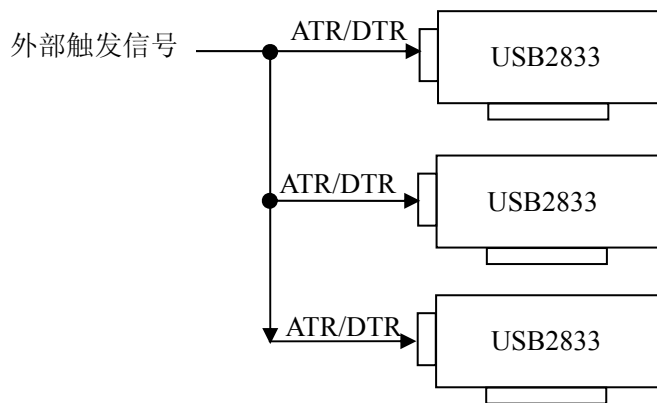 外部触发信号
ATR/DTR
USB2833
ATR/DTR
USB2833
ATR/DTR
USB2833